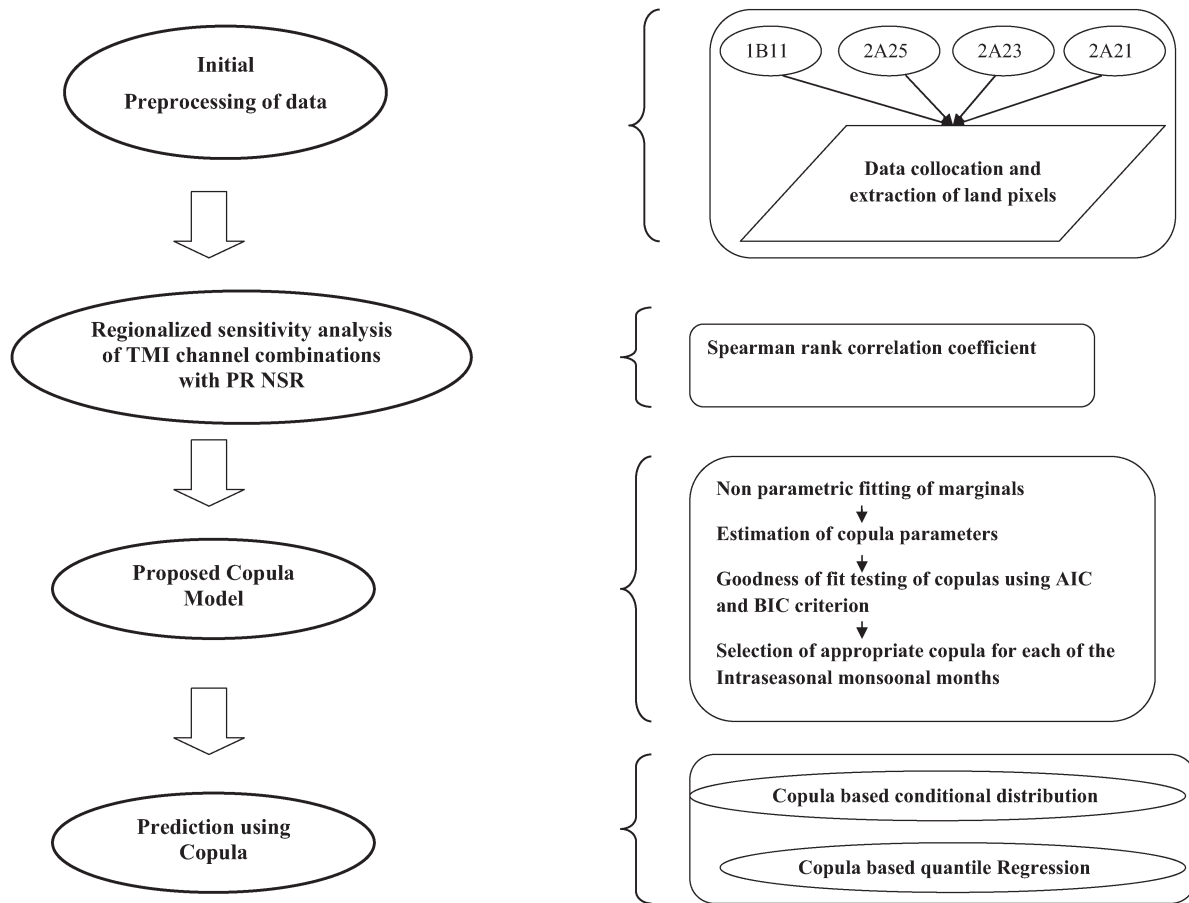 Initial
Preprocessing of data
1B11
2A25
2A23
2A21
Data collocation and
extraction of land pixels
Regionalized sensitivity analysis
of TMI channel combinations
with PR NSR
Spearman rank correlation coefficient
Proposed Copula
Model
Non parametric fitting of marginals
Estimation of copula parameters
Goodness of fit testing of copulas using AIC
and BIC criterion
Selection of appropriate copula for each of the
Intraseasonal monsoonal months
Prediction using
Copula
Copula based conditional distribution
Copula based quantile Regression